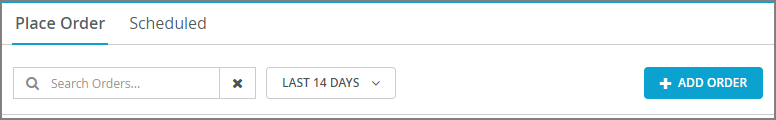 Place Order Scheduled
Search Orders... LAST 14 DAYS ADD ORDER